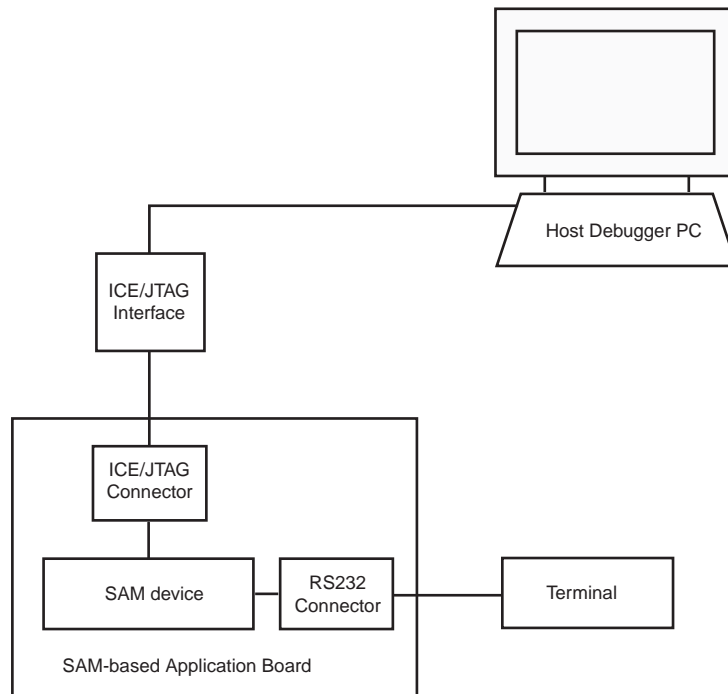 Host Debugger PC
ICE/JTAG
Interface
ICE/JTAG
Connector
SAM device
RS232
Connector
Terminal
SAM-based Application Board